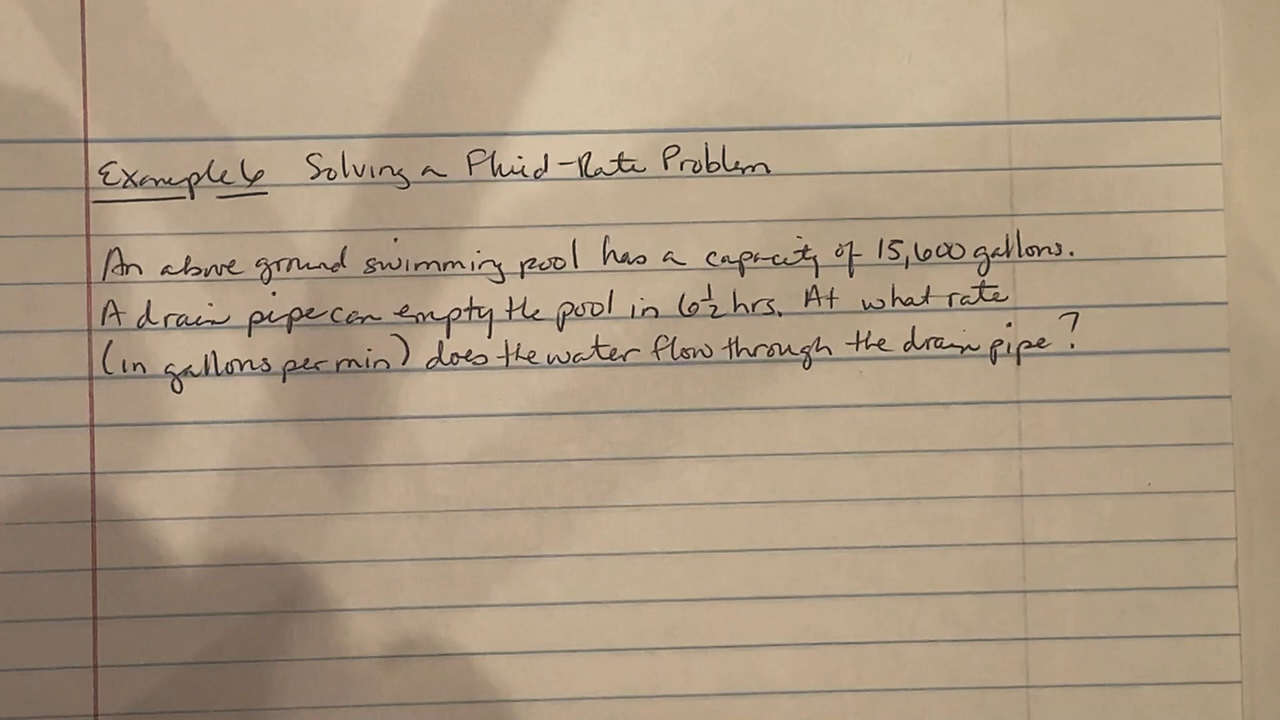 Example 6 Solving a Fluid-Rate Problem
An above ground swimming pool has a capacity of 15,600 gallons.
A drain pipe can empty the pool in 6½ hrs. At what rate
(in gallons per min) does the water flow through the drain pipe?